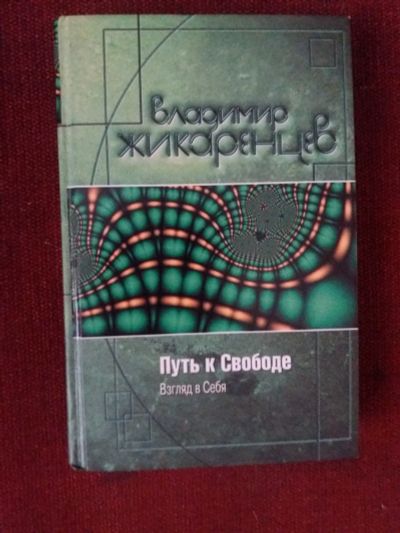 Владимир
Жикаренцев
Путь к Свободе
Взгляд в Себя